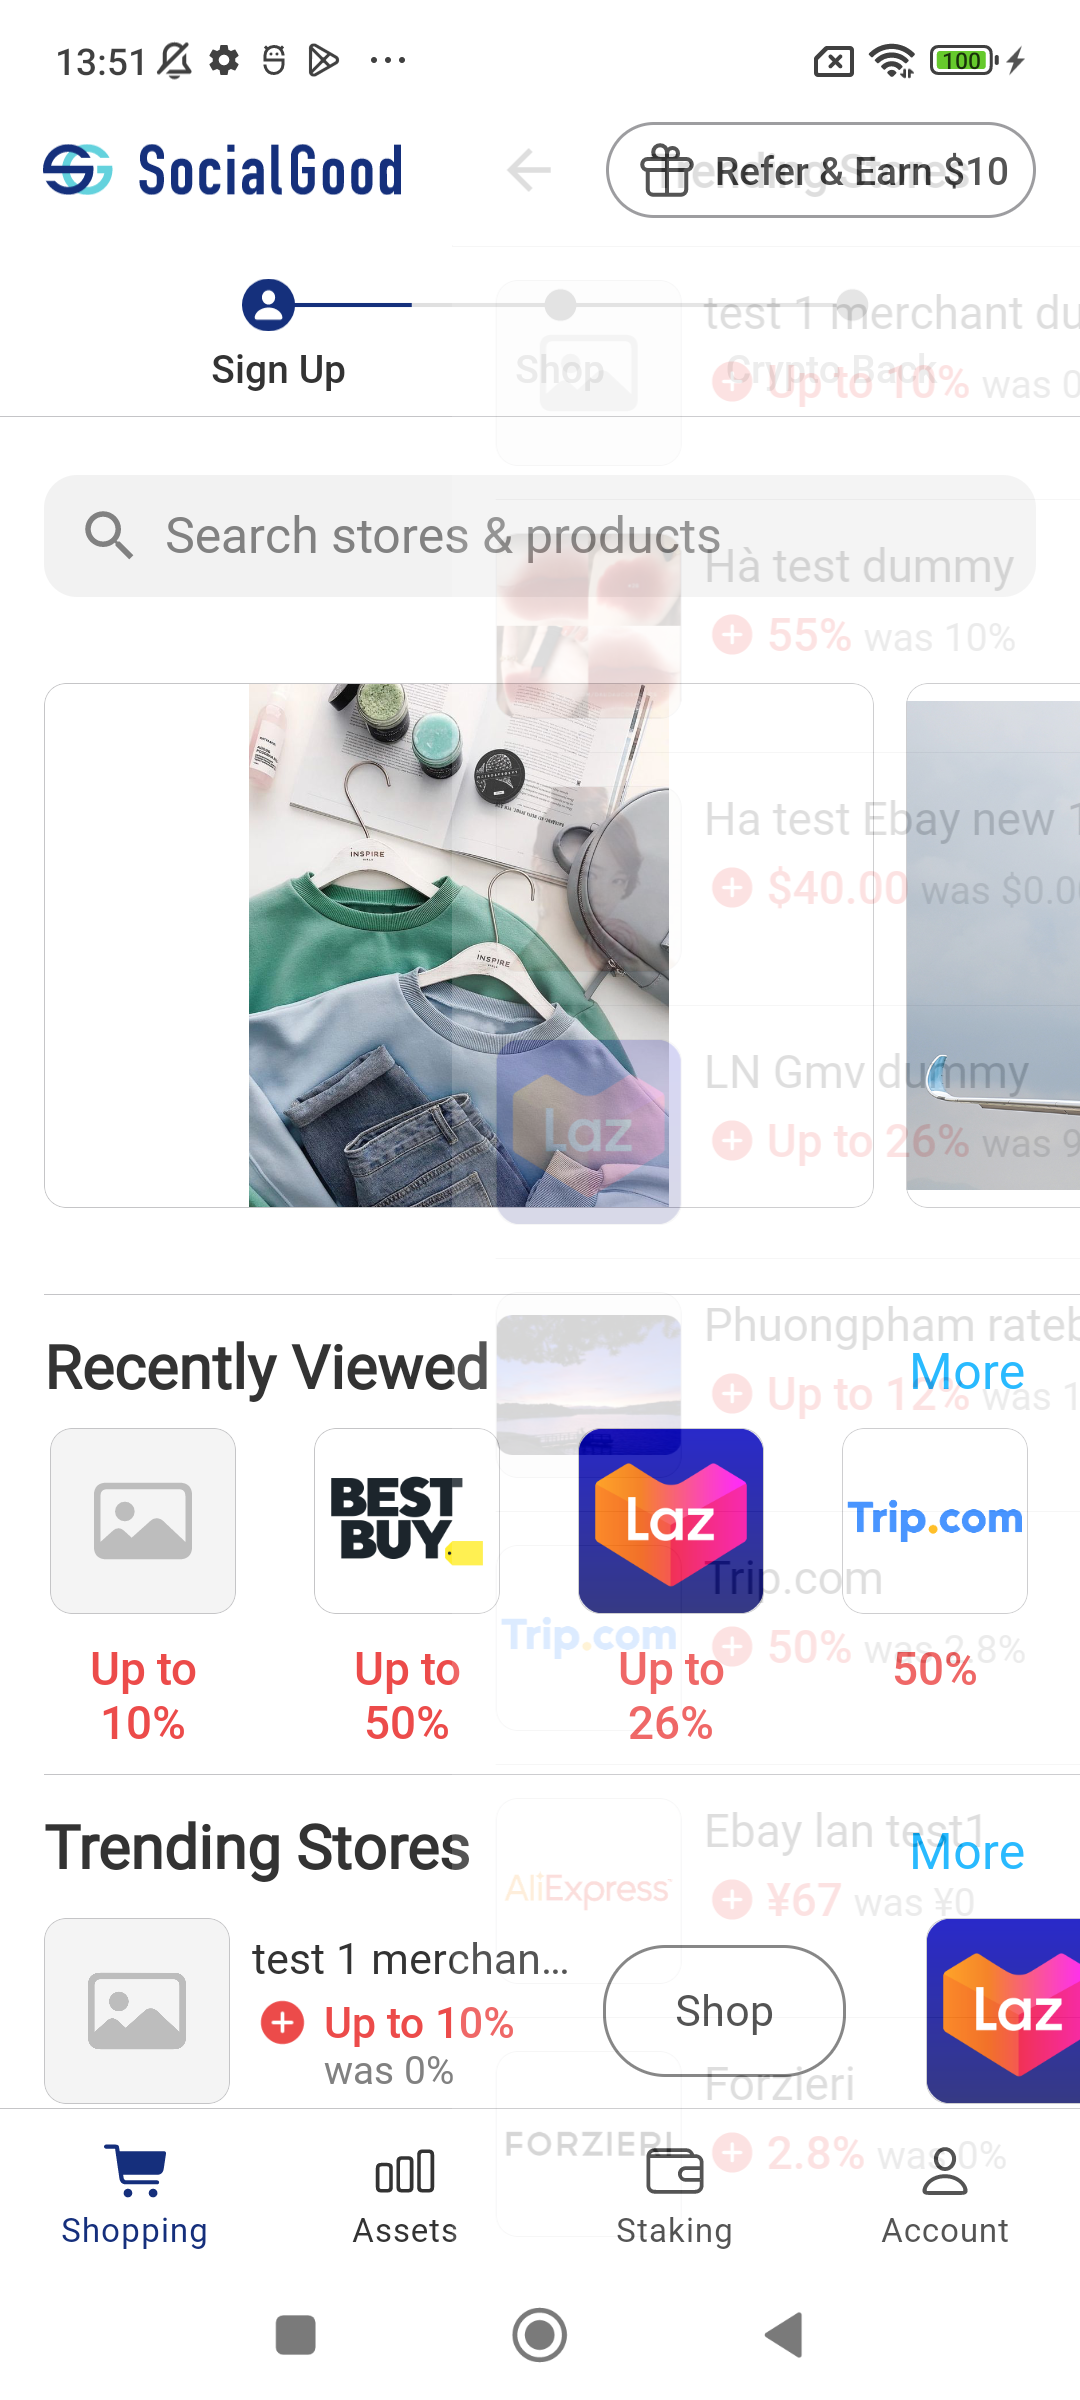 13:51
100
SocialGood
Refer & Earn $10
Trending Stores
Sign Up
Shop
Crypto Back
test 1 merchant du
Up to 10% was 0
Search stores & products
Hà test dummy
55% was 10%
INSPIRE
INSPIRE
Ha test Ebay new 1
$40.00 was $0.0
LN Gmv dummy
Up to 26% was 9
Laz
Recently Viewed
More
Phuongpham rateb
Up to 12% was 1
BEST BUY
Laz
Trip.com
Trip.com
Trip.com
50% was 2.8%
Up to 10%
Up to 50%
Up to 26%
50%
Trending Stores
More
Ebay lan test1
¥67 was ¥0
AliExpress
test 1 merchan...
Up to 10%
was 0%
Shop
Laz
Forzieri
2.8% was 0%
FORZIERI
Shopping
Assets
Staking
Account